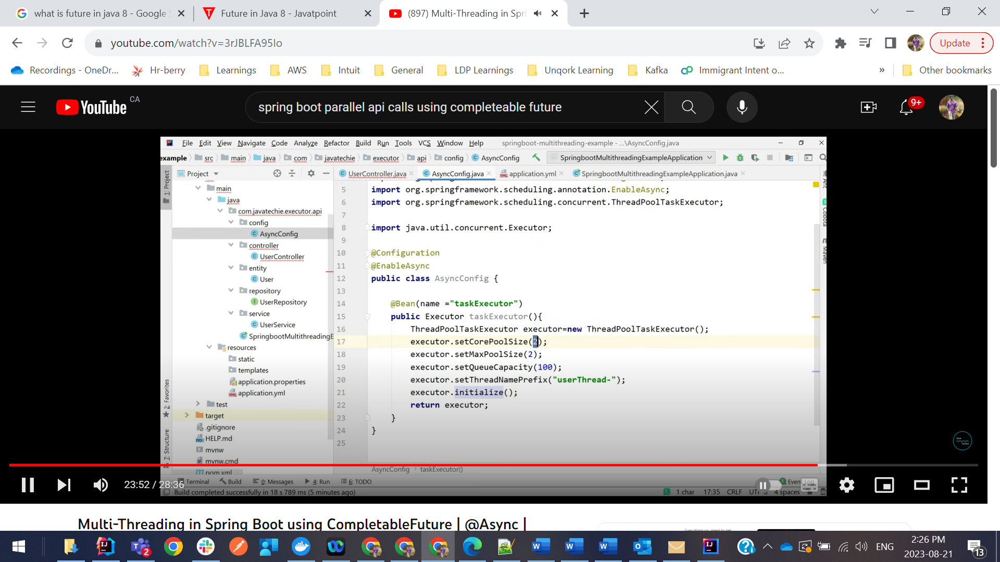 what is future in java 8 - Google
Future in Java 8 - Javatpoint
(897) Multi-Threading in Spri
youtube.com/watch?v=3rJBLFA95Io
Update
Recordings - OneDr...
Hr-berry
Learnings
AWS
Intuit
General
LDP Learnings
Unqork Learning
Kafka
Immigrant Intent o...
»
Other bookmarks
YouTube CA
spring boot parallel api calls using completeable future
9+
File Edit View Navigate Code Analyze Refactor Build Run Tools VCS Window Help springboot-multithreading-example - ...\AsyncConfig.java
example src main java com javatechie executor api config AsyncConfig SpringbootMultithreadingExampleApplication
Project
UserController.java AsyncConfig.java application.yml SpringbootMultithreadingExampleApplication.java
1: Project
main
java
com.javatechie.executor.api
config
AsyncConfig
controller
UserController
entity
User
repository
UserRepository
service
UserService
SpringbootMultithreadingE
resources
static
templates
application.properties
application.yml
test
target
.gitignore
HELP.md
mvnw
mvnw.cmd
pom.xml
2: Favorites
Z: Structure
5 import org.springframework.scheduling.annotation.EnableAsync;
6 import org.springframework.scheduling.concurrent.ThreadPoolTaskExecutor;
7
8 import java.util.concurrent.Executor;
9
10 @Configuration
11 @EnableAsync
12 public class AsyncConfig {
13
14 @Bean(name ="taskExecutor")
15 public Executor taskExecutor(){
16 ThreadPoolTaskExecutor executor=new ThreadPoolTaskExecutor();
17 executor.setCorePoolSize(2);
18 executor.setMaxPoolSize(2);
19 executor.setQueueCapacity(100);
20 executor.setThreadNamePrefix("userThread-");
21 executor.initialize();
22 return executor;
23 }
24 }
25
Ant
Codota
Maven
AsyncConfig taskExecutor()
Terminal Build 0: Messages 4: Run 6: TODO 1 Event Log
Build completed successfully in 18 s 789 ms (5 minutes ago) 1 char 17:35 CRLF 4 spaces
23:52 / 28:36
Multi-Threading in Spring Boot using CompletableFuture | @Async |
2
ENG
2:26 PM
2023-08-21
13